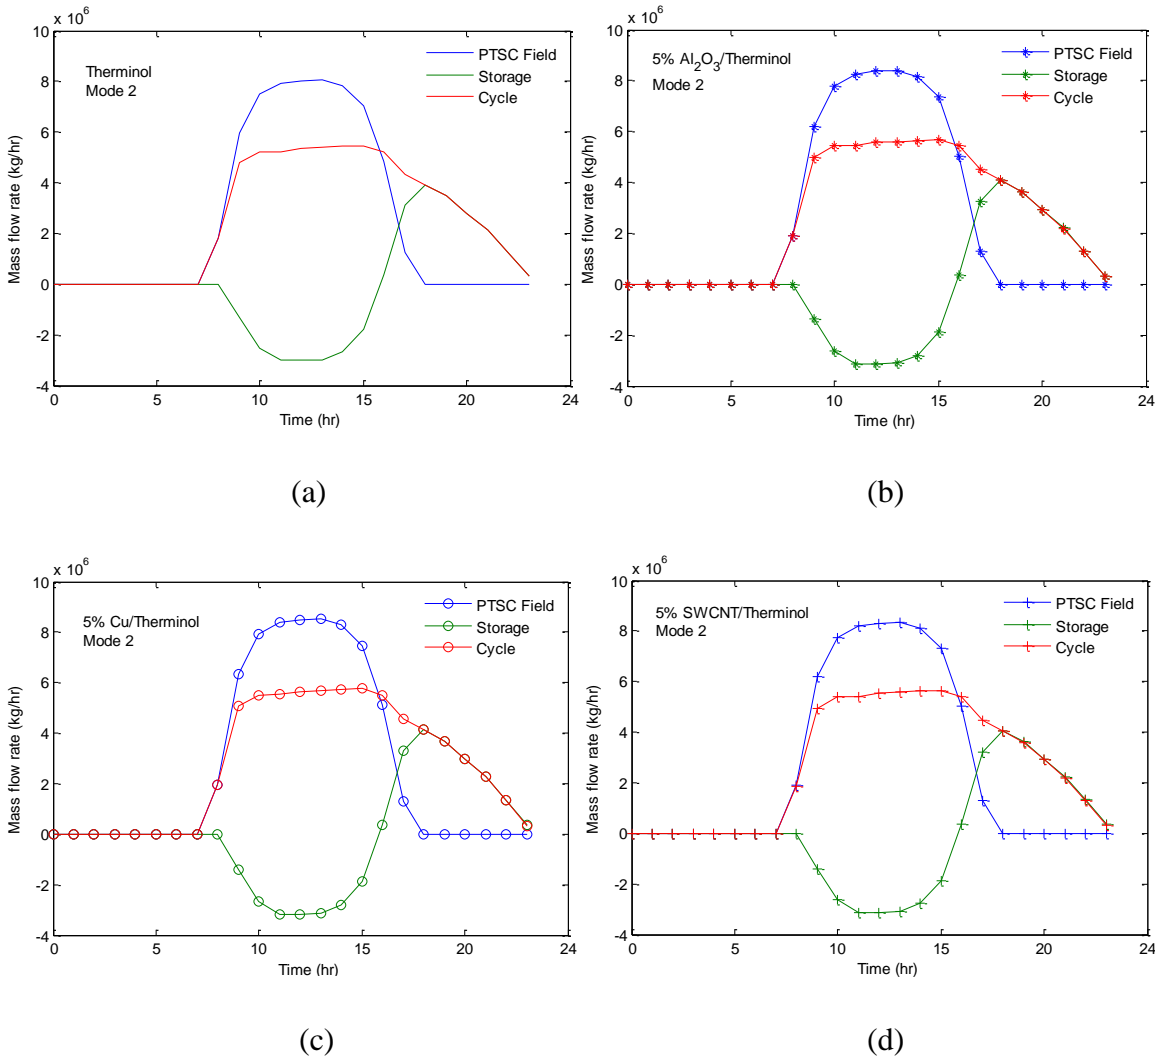 x 10^6
10
8
6
4
2
0
-2
-4
0 5 10 15 20 24
Mass flow rate (kg/hr)
Time (hr)
Therminol
Mode 2
PTSC Field
Storage
Cycle
(a)
x 10^6
10
8
6
4
2
0
-2
-4
0 5 10 15 20 24
Mass flow rate (kg/hr)
Time (hr)
5% Al₂O₃/Therminol
Mode 2
PTSC Field
Storage
Cycle
(b)
x 10^6
10
8
6
4
2
0
-2
-4
0 5 10 15 20 24
Mass flow rate (kg/hr)
Time (hr)
5% Cu/Therminol
Mode 2
PTSC Field
Storage
Cycle
(c)
x 10^6
10
8
6
4
2
0
-2
-4
0 5 10 15 20 24
Mass flow rate (kg/hr)
Time (hr)
5% SWCNT/Therminol
Mode 2
PTSC Field
Storage
Cycle
(d)